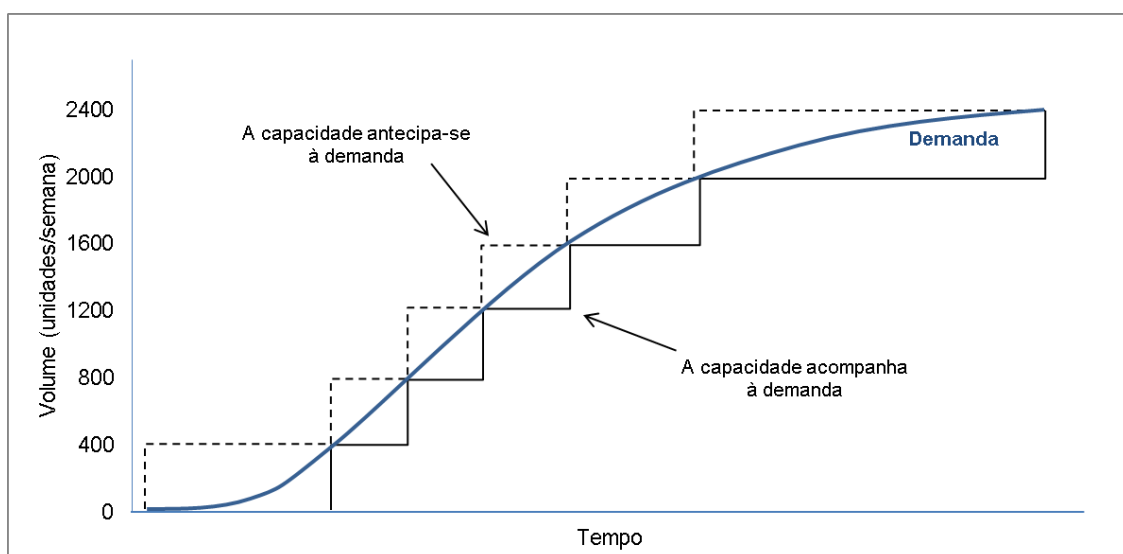 2400
2000
1600
1200
800
400
0
Volume (unidades/semana)
A capacidade antecipa-se
à demanda
Demanda
A capacidade acompanha
à demanda
Tempo